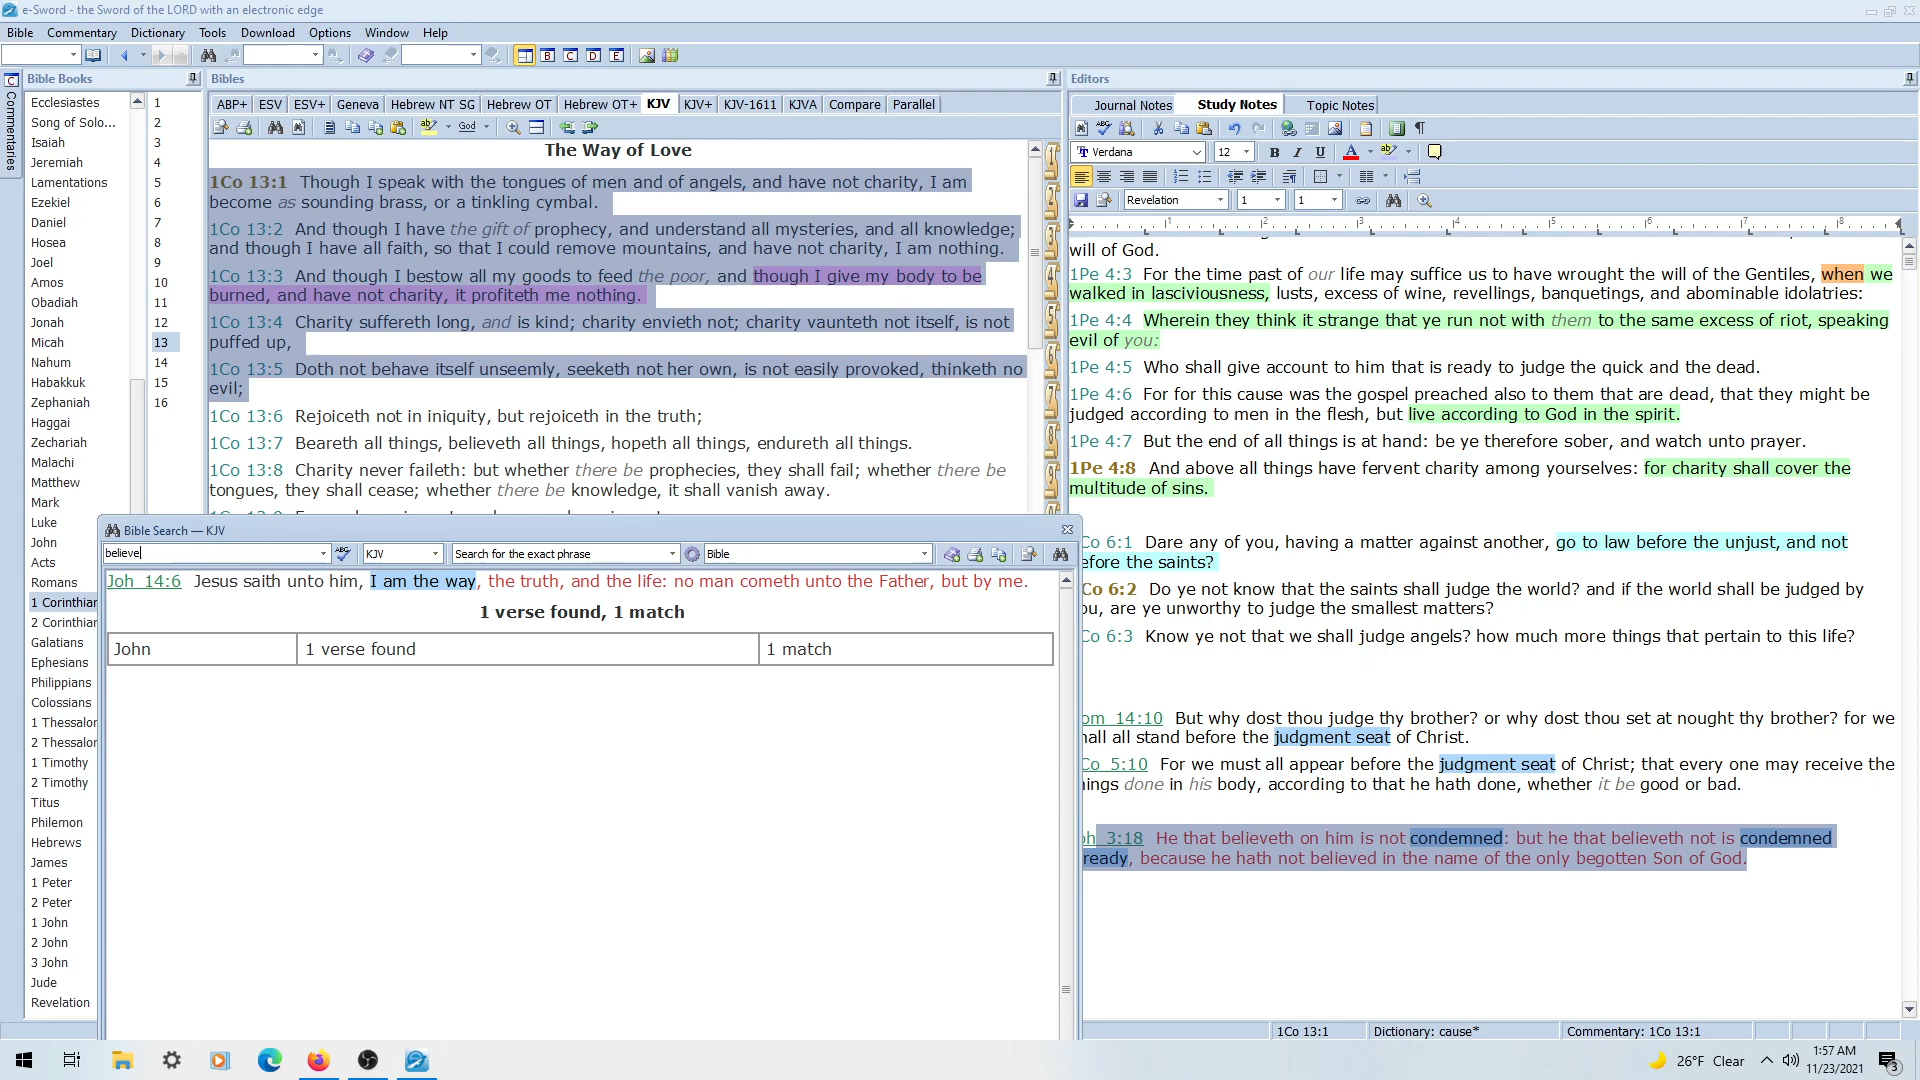 e-Sword - the Sword of the LORD with an electronic edge
Bible Commentary Dictionary Tools Download Options Window Help
B C D E
C Commentaries
Bible Books
Ecclesiastes
Song of Solo...
Isaiah
Jeremiah
Lamentations
Ezekiel
Daniel
Hosea
Joel
Amos
Obadiah
Jonah
Micah
Nahum
Habakkuk
Zephaniah
Haggai
Zechariah
Malachi
Matthew
Mark
Luke
John
Acts
Romans
1 Corinthian
2 Corinthian
Galatians
Ephesians
Philippians
Colossians
1 Thessalon
2 Thessalon
1 Timothy
2 Timothy
Titus
Philemon
Hebrews
James
1 Peter
2 Peter
1 John
2 John
3 John
Jude
Revelation
1
2
3
4
5
6
7
8
9
10
11
12
13
14
15
16
Bibles
ABP+ ESV ESV+ Geneva Hebrew NT SG Hebrew OT Hebrew OT+ KJV KJV+ KJV-1611 KJVA Compare Parallel
God
The Way of Love
1Co 13:1 Though I speak with the tongues of men and of angels, and have not charity, I am
become as sounding brass, or a tinkling cymbal.
1Co 13:2 And though I have the gift of prophecy, and understand all mysteries, and all knowledge;
and though I have all faith, so that I could remove mountains, and have not charity, I am nothing.
1Co 13:3 And though I bestow all my goods to feed the poor, and though I give my body to be
burned, and have not charity, it profiteth me nothing.
1Co 13:4 Charity suffereth long, and is kind; charity envieth not; charity vaunteth not itself, is not
puffed up,
1Co 13:5 Doth not behave itself unseemly, seeketh not her own, is not easily provoked, thinketh no
evil;
1Co 13:6 Rejoiceth not in iniquity, but rejoiceth in the truth;
1Co 13:7 Beareth all things, believeth all things, hopeth all things, endureth all things.
1Co 13:8 Charity never faileth: but whether there be prophecies, they shall fail; whether there be
tongues, they shall cease; whether there be knowledge, it shall vanish away.
1 2 3 4 5 6 7 8 9
Bible Search — KJV
believe KJV Search for the exact phrase Bible
Joh_14:6 Jesus saith unto him, I am the way, the truth, and the life: no man cometh unto the Father, but by me.
1 verse found, 1 match
John 1 verse found 1 match
Editors
Journal Notes Study Notes Topic Notes
Verdana 12 B I U A
Revelation 1 1
1 2 3 4 5 6 7 8
will of God.
1Pe 4:3 For the time past of our life may suffice us to have wrought the will of the Gentiles, when we
walked in lasciviousness, lusts, excess of wine, revellings, banquetings, and abominable idolatries:
1Pe 4:4 Wherein they think it strange that ye run not with them to the same excess of riot, speaking
evil of you:
1Pe 4:5 Who shall give account to him that is ready to judge the quick and the dead.
1Pe 4:6 For for this cause was the gospel preached also to them that are dead, that they might be
judged according to men in the flesh, but live according to God in the spirit.
1Pe 4:7 But the end of all things is at hand: be ye therefore sober, and watch unto prayer.
1Pe 4:8 And above all things have fervent charity among yourselves: for charity shall cover the
multitude of sins.
Co 6:1 Dare any of you, having a matter against another, go to law before the unjust, and not
efore the saints?
Co 6:2 Do ye not know that the saints shall judge the world? and if the world shall be judged by
ou, are ye unworthy to judge the smallest matters?
Co 6:3 Know ye not that we shall judge angels? how much more things that pertain to this life?
om_14:10 But why dost thou judge thy brother? or why dost thou set at nought thy brother? for we
hall all stand before the judgment seat of Christ.
Co_5:10 For we must all appear before the judgment seat of Christ; that every one may receive the
hings done in his body, according to that he hath done, whether it be good or bad.
oh_3:18 He that believeth on him is not condemned: but he that believeth not is condemned
ready, because he hath not believed in the name of the only begotten Son of God.
1Co 13:1 Dictionary: cause* Commentary: 1Co 13:1
26°F Clear 1:57 AM
11/23/2021
3